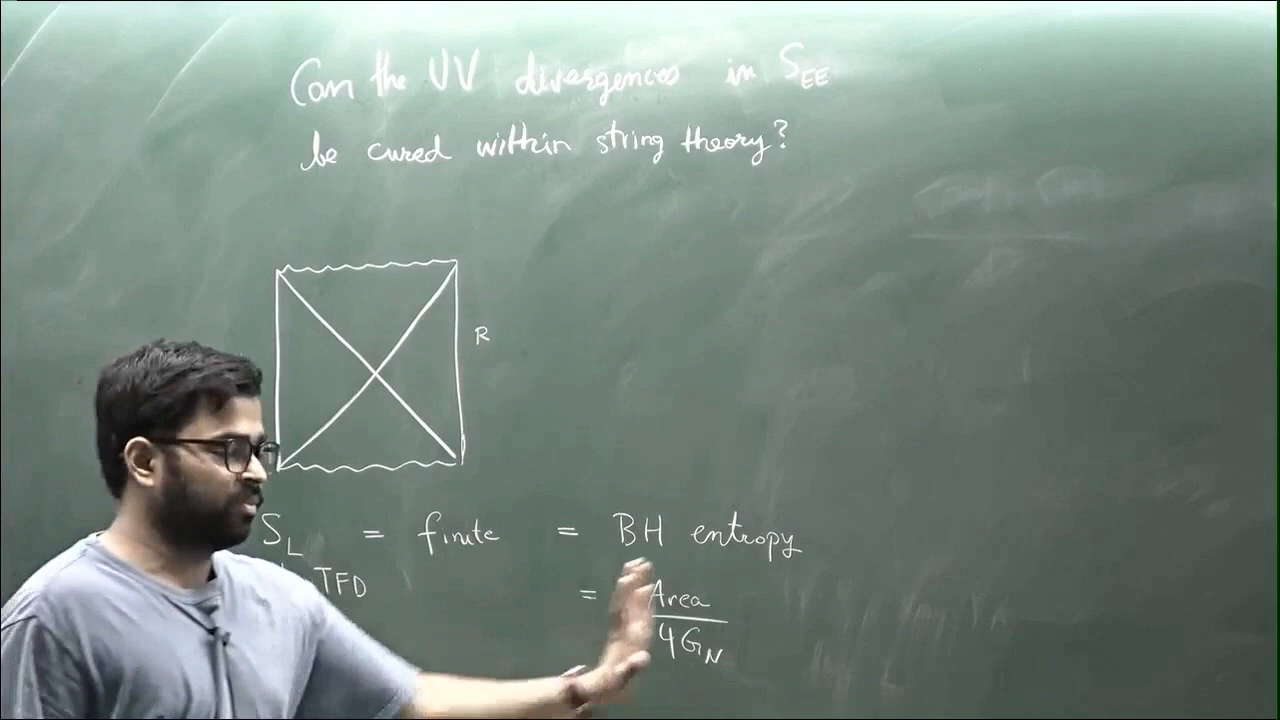 Can the UV divergences in S_EE
be cured within string theory?
R
S_L = finite = BH entropy
TFD = Area
4G_N